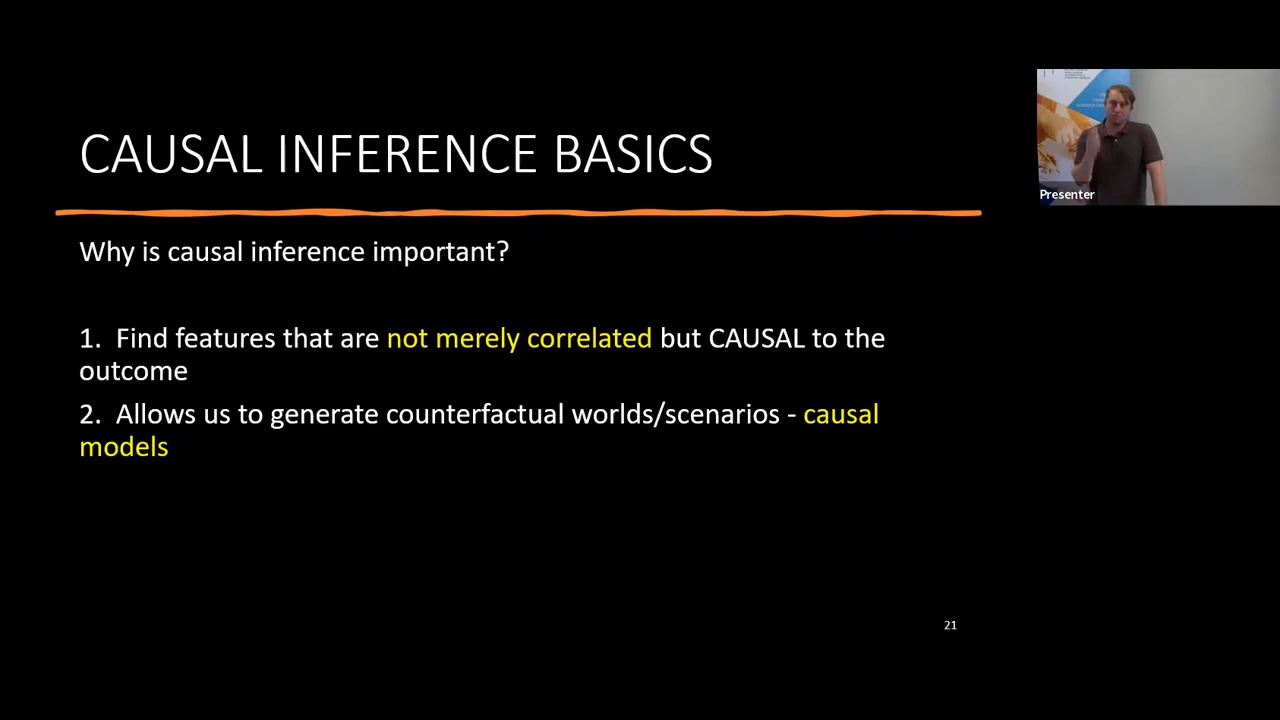 CAUSAL INFERENCE BASICS
Presenter
Why is causal inference important?
1. Find features that are not merely correlated but CAUSAL to the
outcome
2. Allows us to generate counterfactual worlds/scenarios - causal
models
21